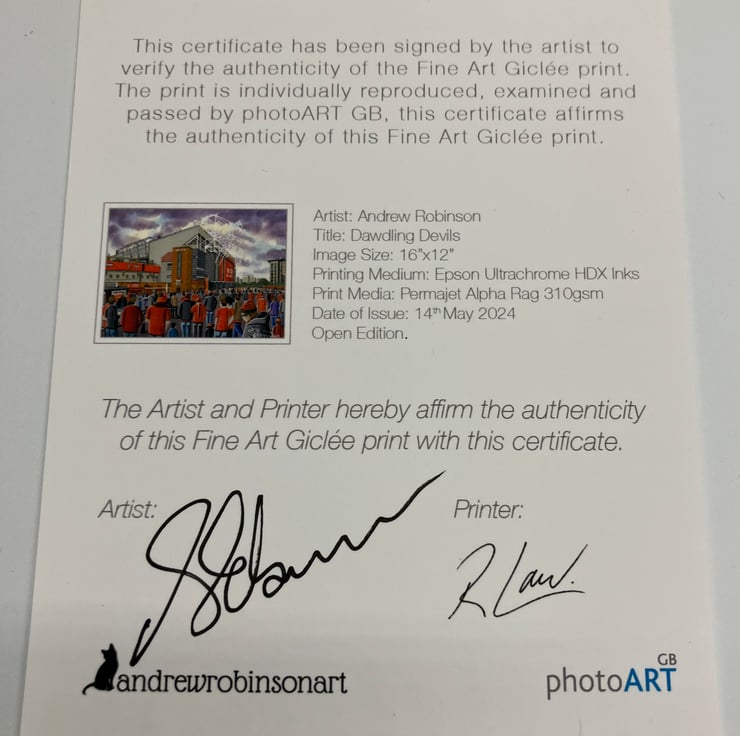 This certificate has been signed by the artist to
verify the authenticity of the Fine Art Giclée print.
The print is individually reproduced, examined and
passed by photoART GB, this certificate affirms
the authenticity of this Fine Art Giclée print.
Artist: Andrew Robinson
Title: Dawdling Devils
Image Size: 16"x12"
Printing Medium: Epson Ultrachrome HDX Inks
Print Media: Permajet Alpha Rag 310gsm
Date of Issue: 14th May 2024
Open Edition.
The Artist and Printer hereby affirm the authenticity
of this Fine Art Giclée print with this certificate.
Artist:
Printer:
R Law.
andrewrobinsonart
photoART GB